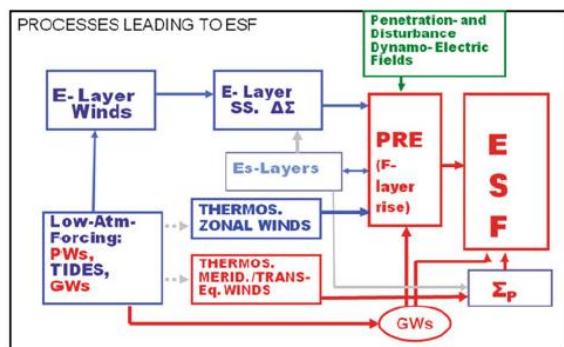 PROCESSES LEADING TO ESF
Penetration- and
Disturbance
Dynamo-Electric
Fields
E-Layer
Winds
E-Layer
SS. ΔΣ
PRE
(F-
layer
rise)
E
S
F
Es-Layers
Low-Atm-
Forcing:
PWs,
TIDES,
GWs
THERMOS.
ZONAL WINDS
THERMOS.
MERID./TRANS-
Eq. WINDS
ΣP
GWs